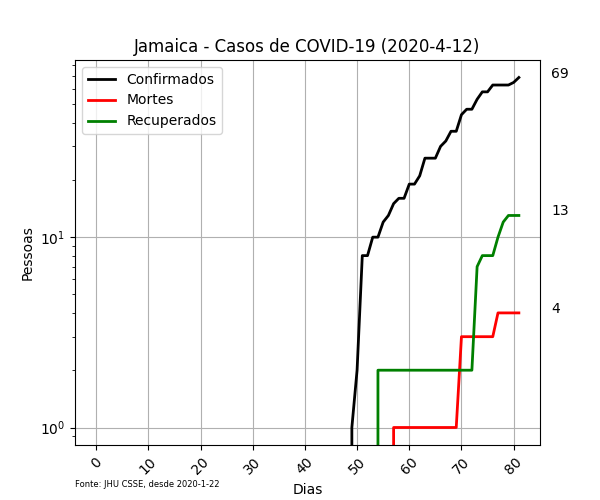 Jamaica - Casos de COVID-19 (2020-4-12)
Confirmados
Mortes
Recuperados
69
13
4
Pessoas
10¹
10⁰
0 10 20 30 40 50 60 70 80
Dias
Fonte: JHU CSSE, desde 2020-1-22